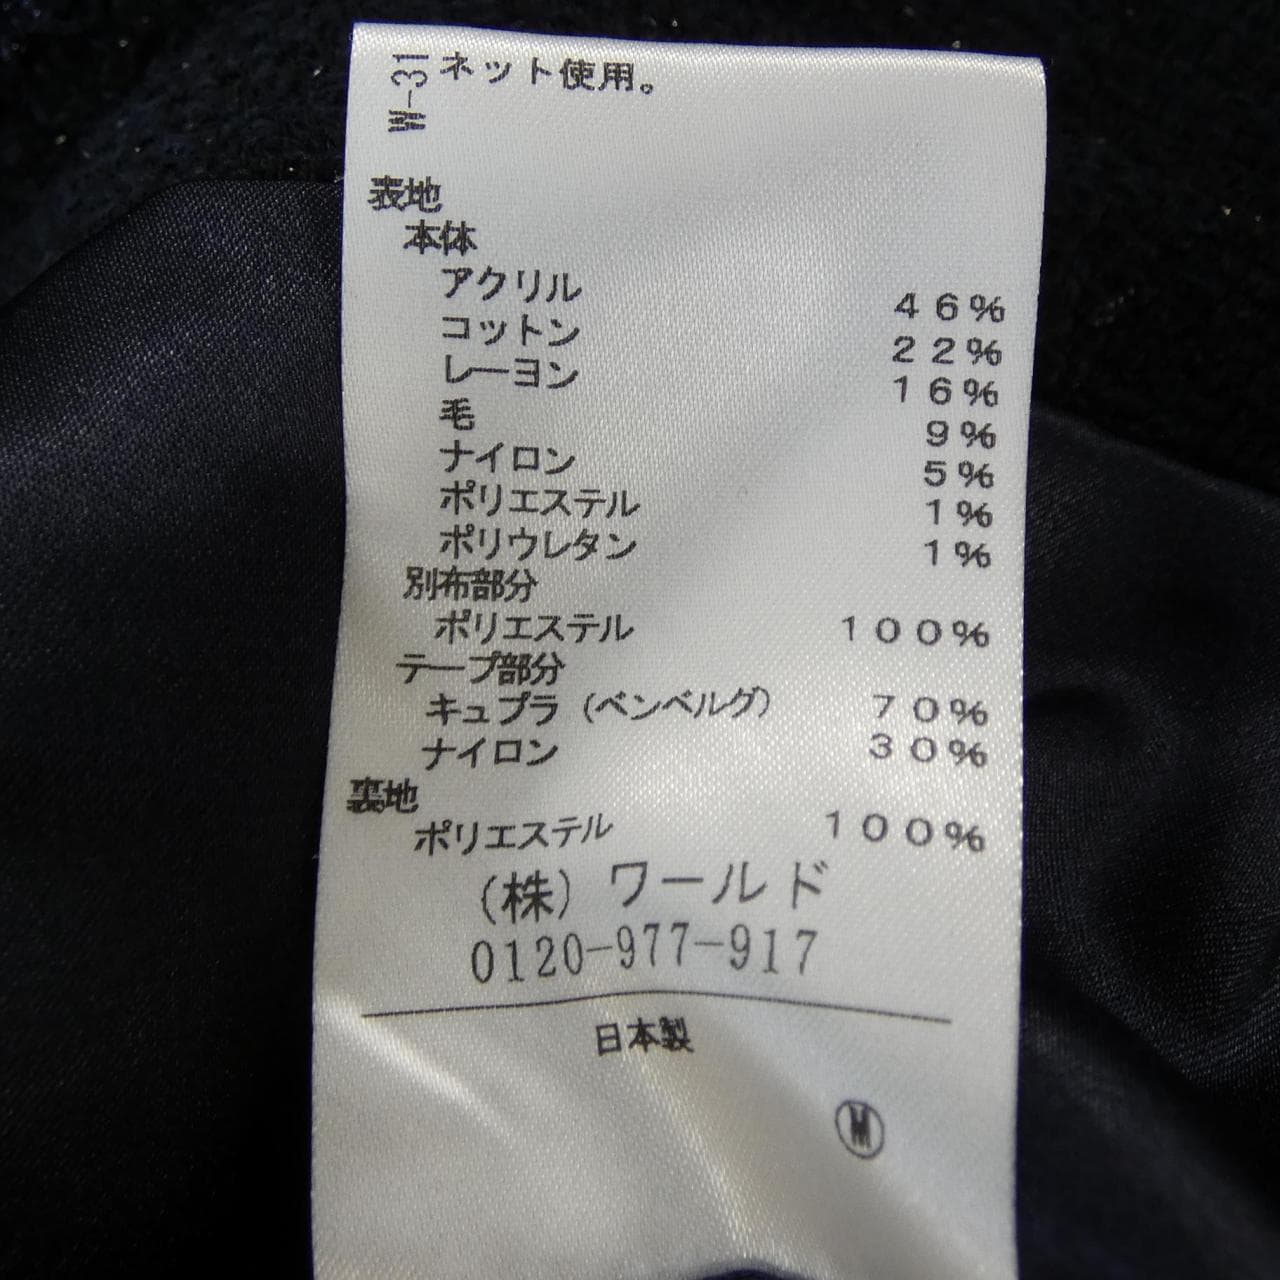 W-31
ネット使用。
表地
本体
アクリル 46%
コットン 22%
レーヨン 16%
毛 9%
ナイロン 5%
ポリエステル 1%
ポリウレタン 1%
別布部分
ポリエステル 100%
テープ部分
キュプラ（ベンベルグ） 70%
ナイロン 30%
裏地
ポリエステル 100%
（株）ワールド
0120-977-917
日本製
Ⓜ